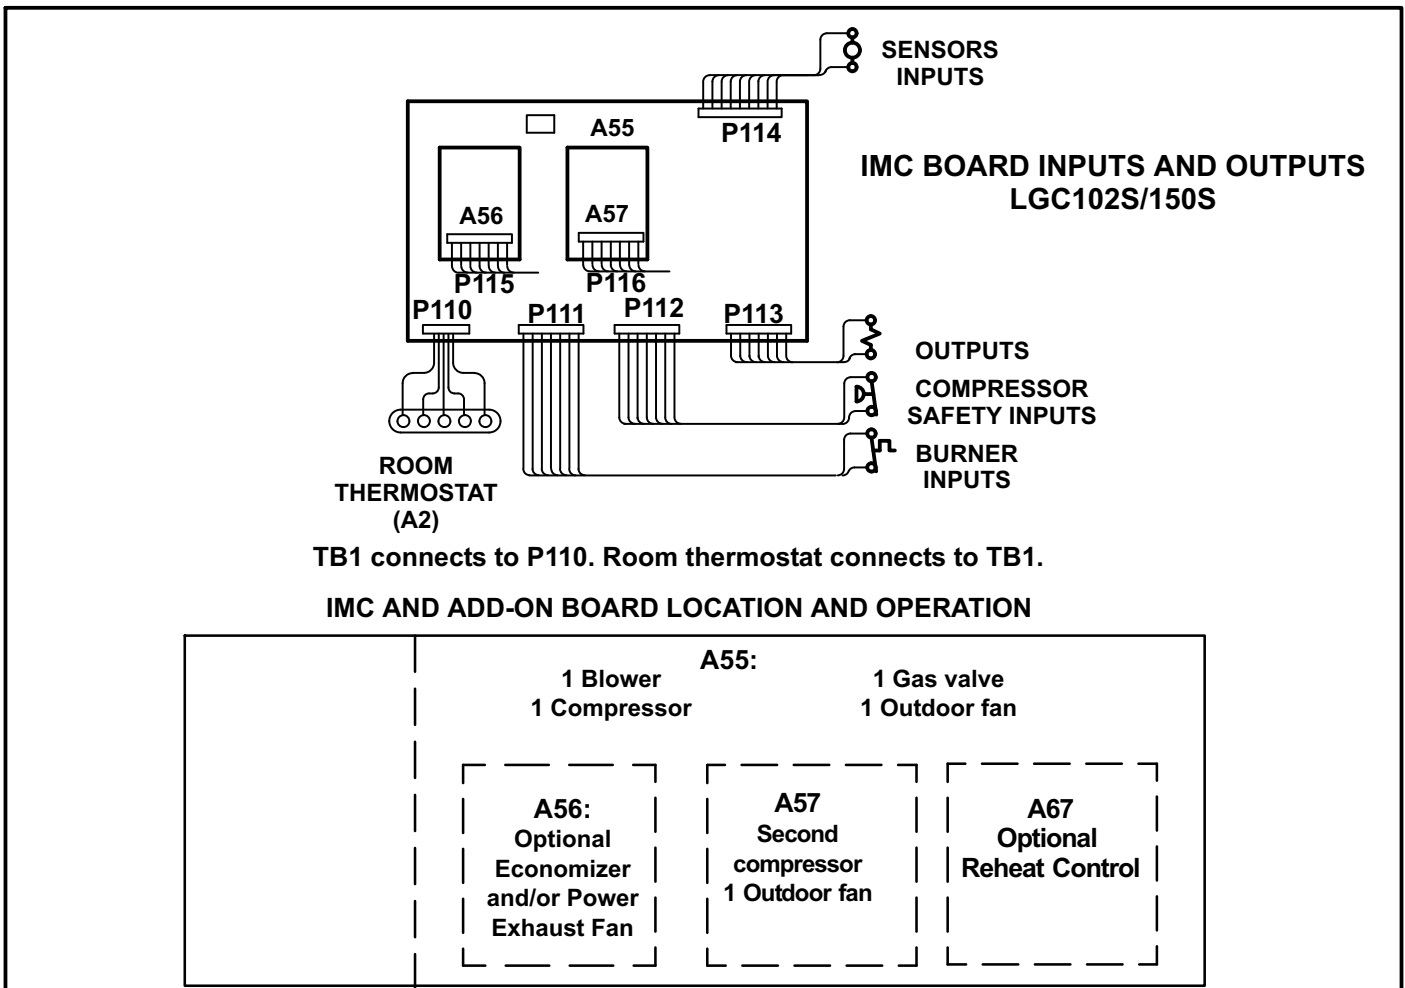 SENSORS
INPUTS
P114
A55
IMC BOARD INPUTS AND OUTPUTS
LGC102S/150S
A56
A57
P115
P116
P110
P111
P112
P113
OUTPUTS
COMPRESSOR
SAFETY INPUTS
BURNER
INPUTS
ROOM
THERMOSTAT
(A2)
TB1 connects to P110. Room thermostat connects to TB1.
IMC AND ADD-ON BOARD LOCATION AND OPERATION
A55:
1 Blower
1 Compressor
1 Gas valve
1 Outdoor fan
A56:
Optional
Economizer
and/or Power
Exhaust Fan
A57
Second
compressor
1 Outdoor fan
A67
Optional
Reheat Control